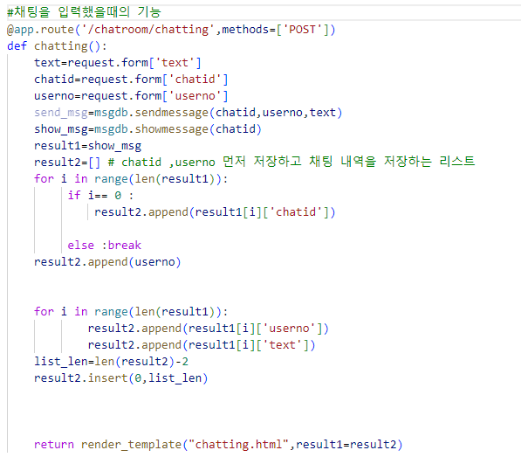 #채팅을 입력했을때의 기능
@app.route('/chatroom/chatting',methods=['POST'])
def chatting():
    text=request.form['text']
    chatid=request.form['chatid']
    userno=request.form['userno']
    send_msg=msgdb.sendmessage(chatid,userno,text)
    show_msg=msgdb.showmessage(chatid)
    result1=show_msg
    result2=[] # chatid ,userno 먼저 저장하고 채팅 내역을 저장하는 리스트
    for i in range(len(result1)):
         if i== 0 :
             result2.append(result1[i]['chatid'])
         else :break
    result2.append(userno)
    for i in range(len(result1)):
            result2.append(result1[i]['userno'])
            result2.append(result1[i]['text'])
    list_len=len(result2)-2
    result2.insert(0,list_len)
    return render_template("chatting.html",result1=result2)